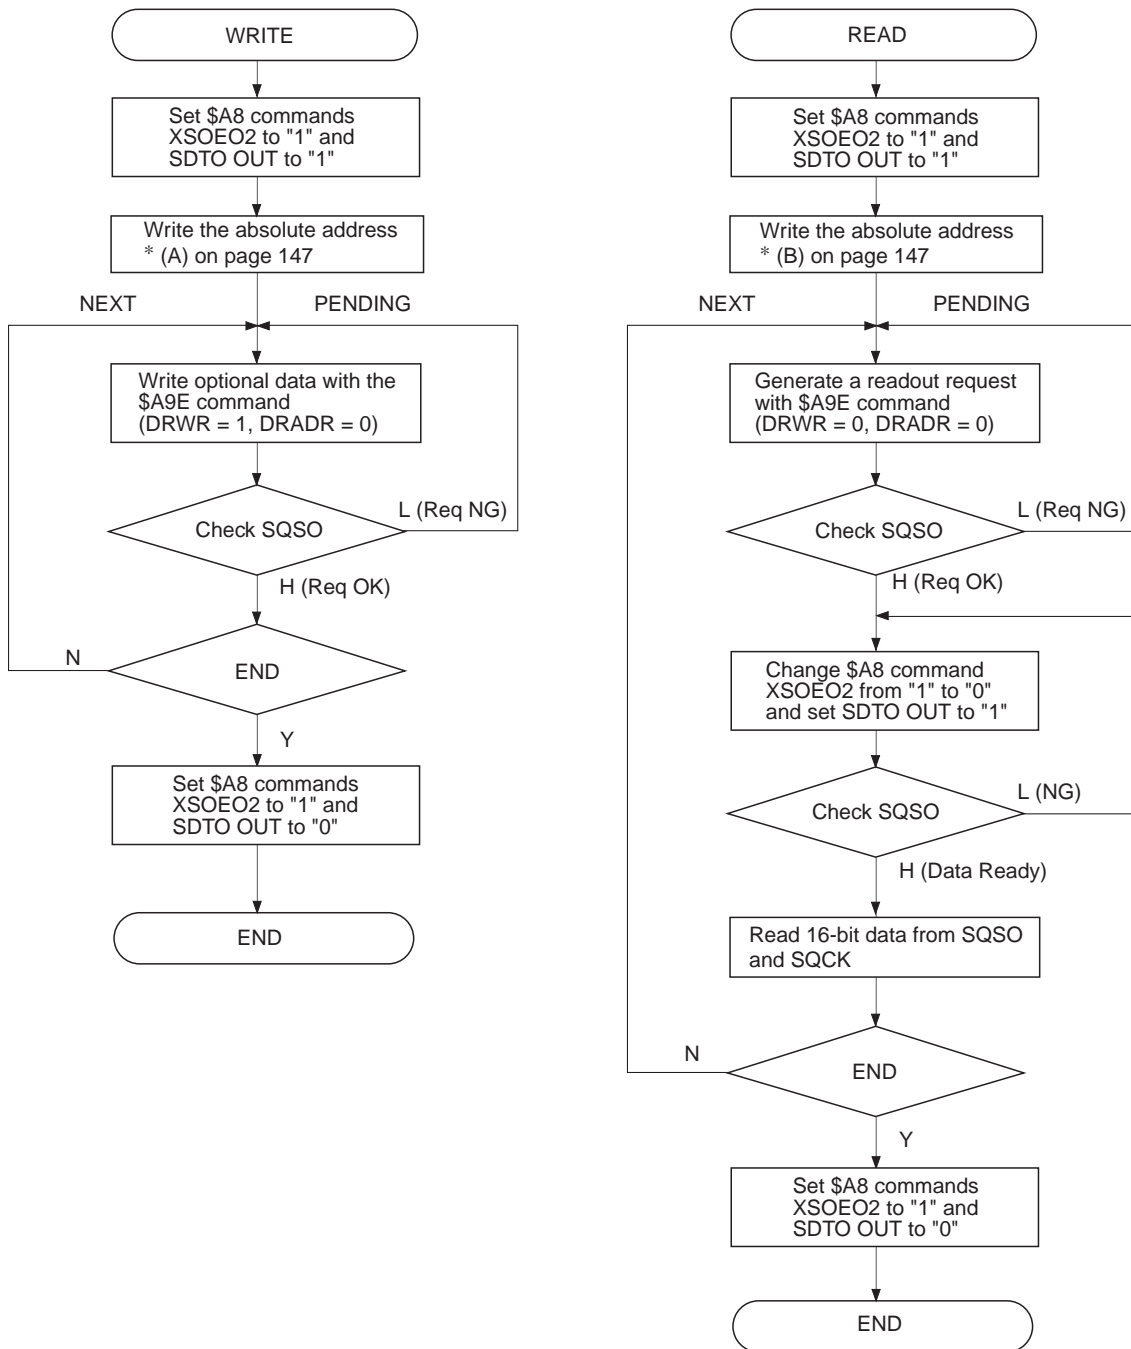 WRITE
Set $A8 commands
XSOEO2 to "1" and
SDTO OUT to "1"
Write the absolute address
* (A) on page 147
NEXT
PENDING
Write optional data with the
$A9E command
(DRWR = 1, DRADR = 0)
Check SQSO
L (Req NG)
H (Req OK)
END
N
Y
Set $A8 commands
XSOEO2 to "1" and
SDTO OUT to "0"
END
READ
Set $A8 commands
XSOEO2 to "1" and
SDTO OUT to "1"
Write the absolute address
* (B) on page 147
NEXT
PENDING
Generate a readout request
with $A9E command
(DRWR = 0, DRADR = 0)
Check SQSO
L (Req NG)
H (Req OK)
Change $A8 command
XSOEO2 from "1" to "0"
and set SDTO OUT to "1"
Check SQSO
L (NG)
H (Data Ready)
Read 16-bit data from SQSO
and SQCK
N
END
Y
Set $A8 commands
XSOEO2 to "1" and
SDTO OUT to "0"
END